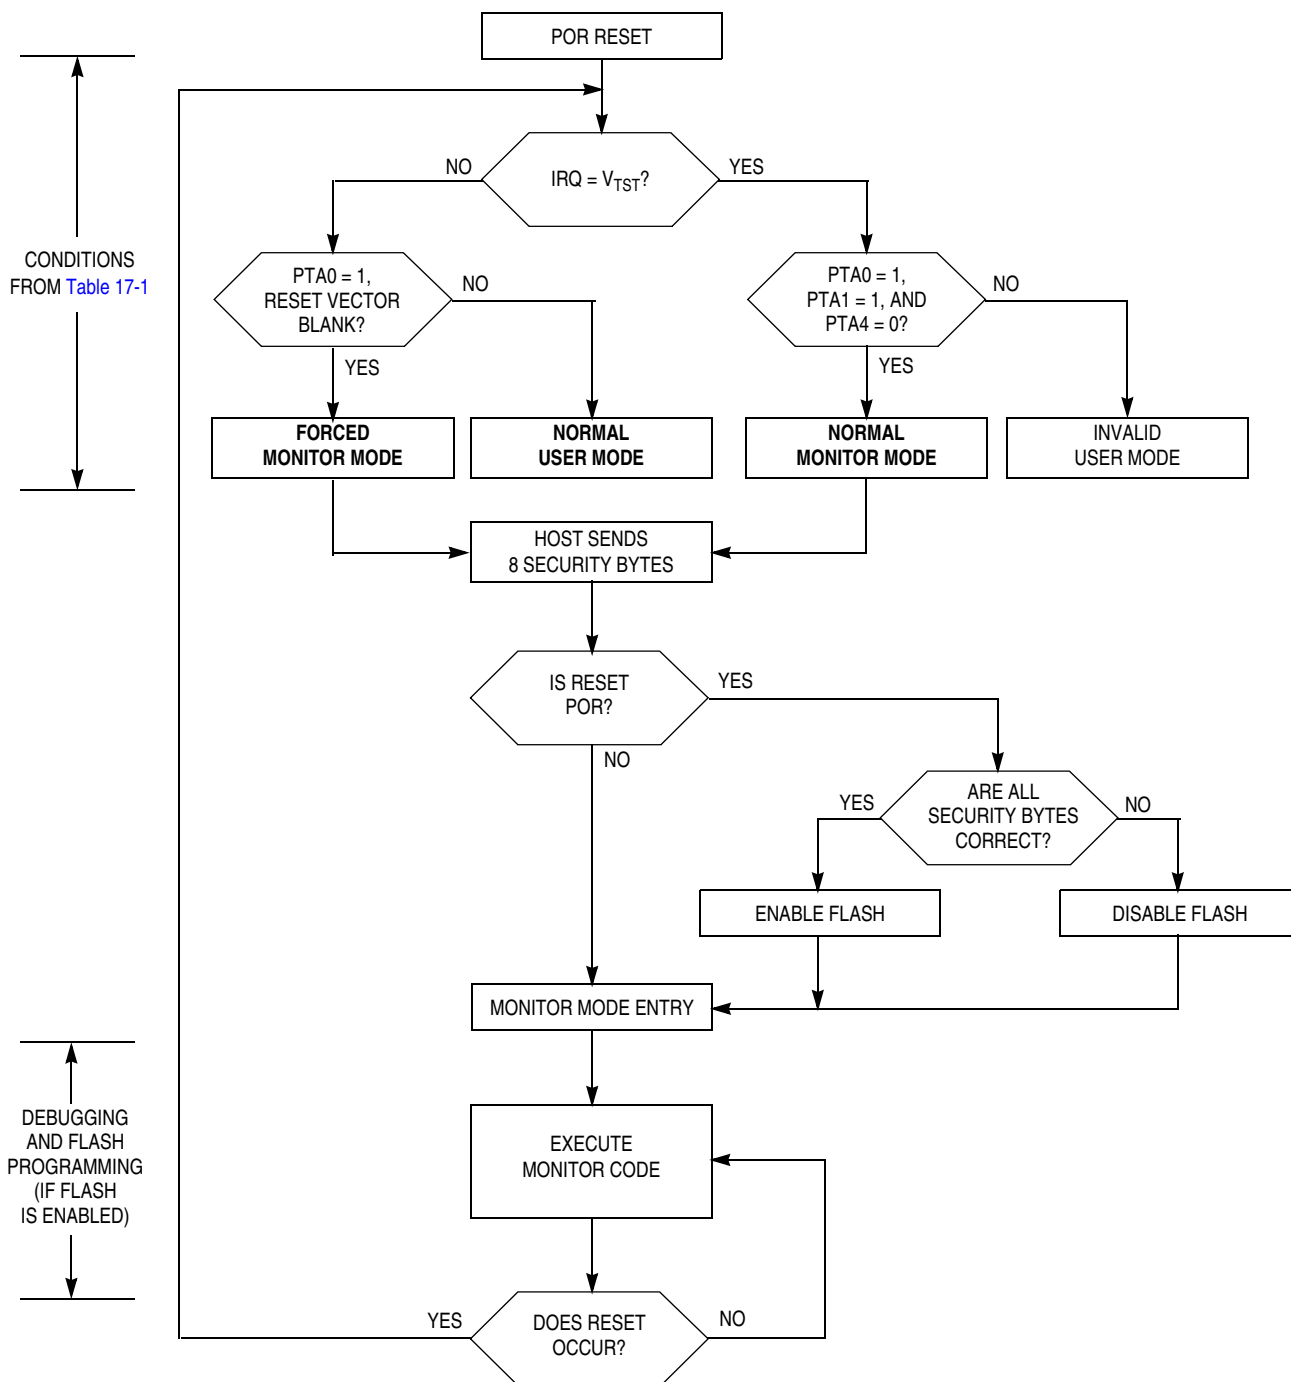 POR RESET
NO
IRQ = VTST?
YES
CONDITIONS
FROM Table 17-1
PTA0 = 1,
RESET VECTOR
BLANK?
NO
YES
PTA0 = 1,
PTA1 = 1, AND
PTA4 = 0?
NO
YES
FORCED
MONITOR MODE
NORMAL
USER MODE
NORMAL
MONITOR MODE
INVALID
USER MODE
HOST SENDS
8 SECURITY BYTES
IS RESET
POR?
YES
NO
YES
ARE ALL
SECURITY BYTES
CORRECT?
NO
ENABLE FLASH
DISABLE FLASH
MONITOR MODE ENTRY
DEBUGGING
AND FLASH
PROGRAMMING
(IF FLASH
IS ENABLED)
EXECUTE
MONITOR CODE
YES
DOES RESET
OCCUR?
NO